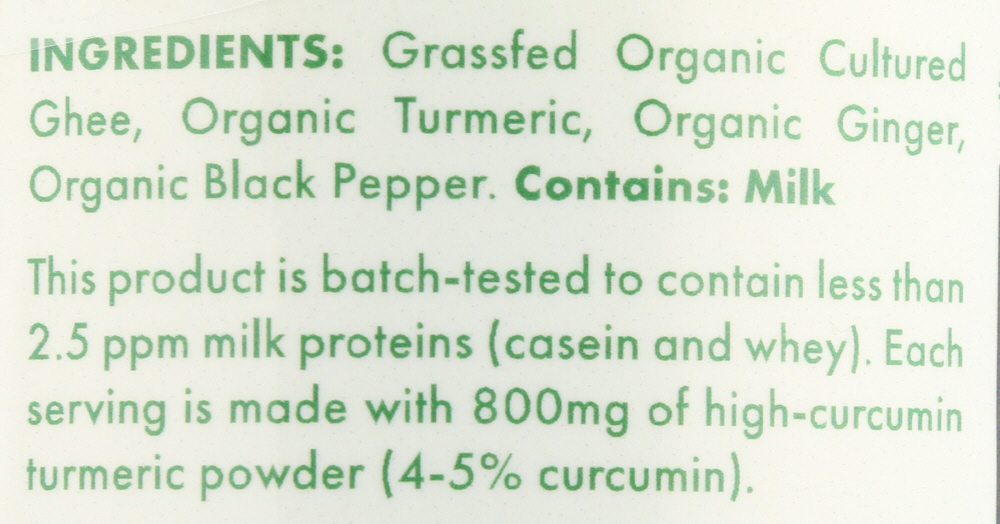 INGREDIENTS: Grassfed Organic Cultured
Ghee, Organic Turmeric, Organic Ginger,
Organic Black Pepper. Contains: Milk
This product is batch-tested to contain less than
2.5 ppm milk proteins (casein and whey). Each
serving is made with 800mg of high-curcumin
turmeric powder (4-5% curcumin).